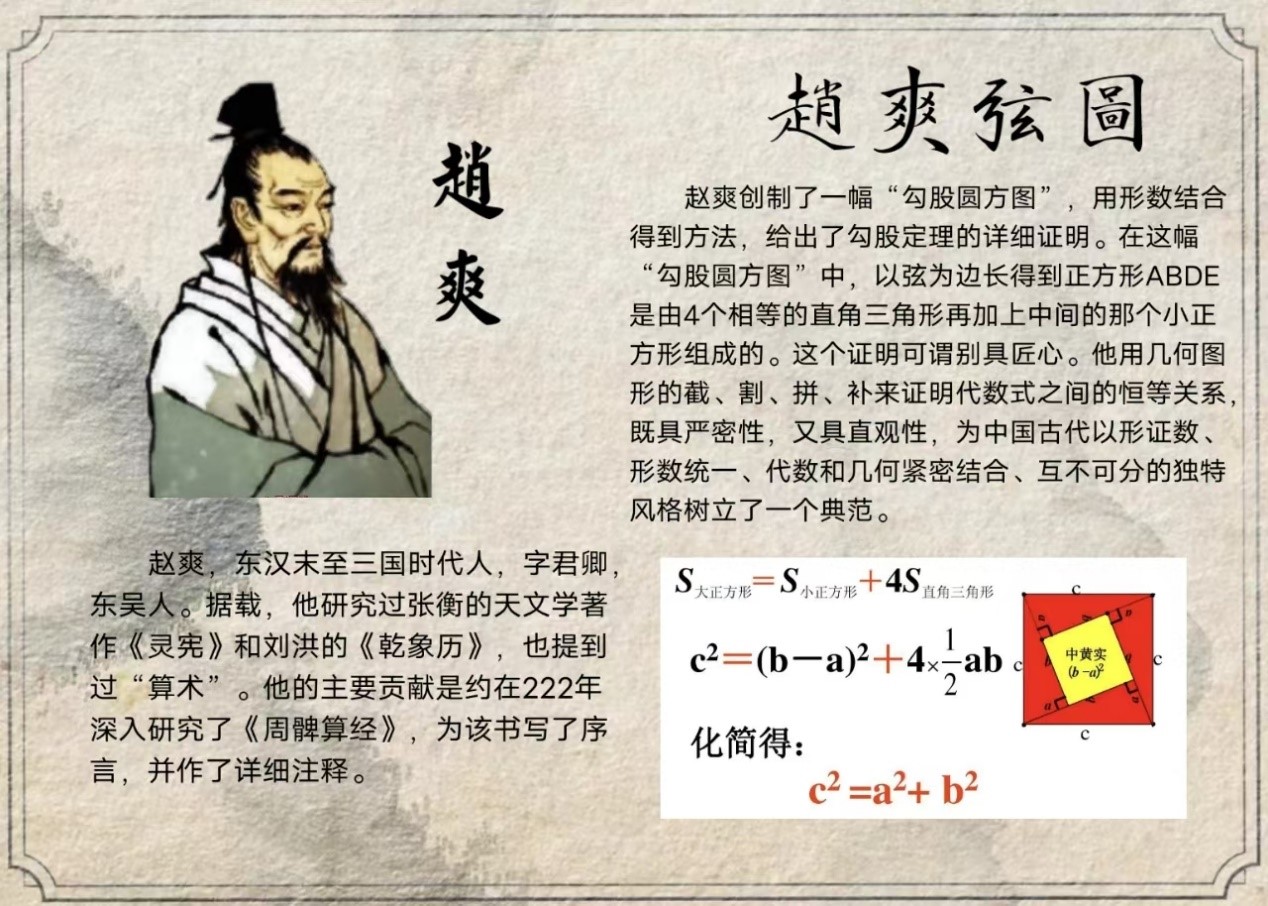 趙
爽
赵爽，东汉末至三国时代人，字君卿，
东吴人。据载，他研究过张衡的天文学著
作《灵宪》和刘洪的《乾象历》，也提到
过“算术”。他的主要贡献是约在222年
深入研究了《周髀算经》，为该书写了序
言，并作了详细注释。
趙爽弦圖
赵爽创制了一幅“勾股圆方图”，用形数结合
得到方法，给出了勾股定理的详细证明。在这幅
“勾股圆方图”中，以弦为边长得到正方形ABDE
是由4个相等的直角三角形再加上中间的那个小正
方形组成的。这个证明可谓别具匠心。他用几何图
形的截、割、拼、补来证明代数式之间的恒等关系，
既具严密性，又具直观性，为中国古代以形证数、
形数统一、代数和几何紧密结合、互不可分的独特
风格树立了一个典范。
S大正方形=S小正方形+4S直角三角形
c²=(b－a)²+4×1/2ab
化简得：
c²=a²+ b²
c
c
c
c
中黄实
(b-a)²
b
a